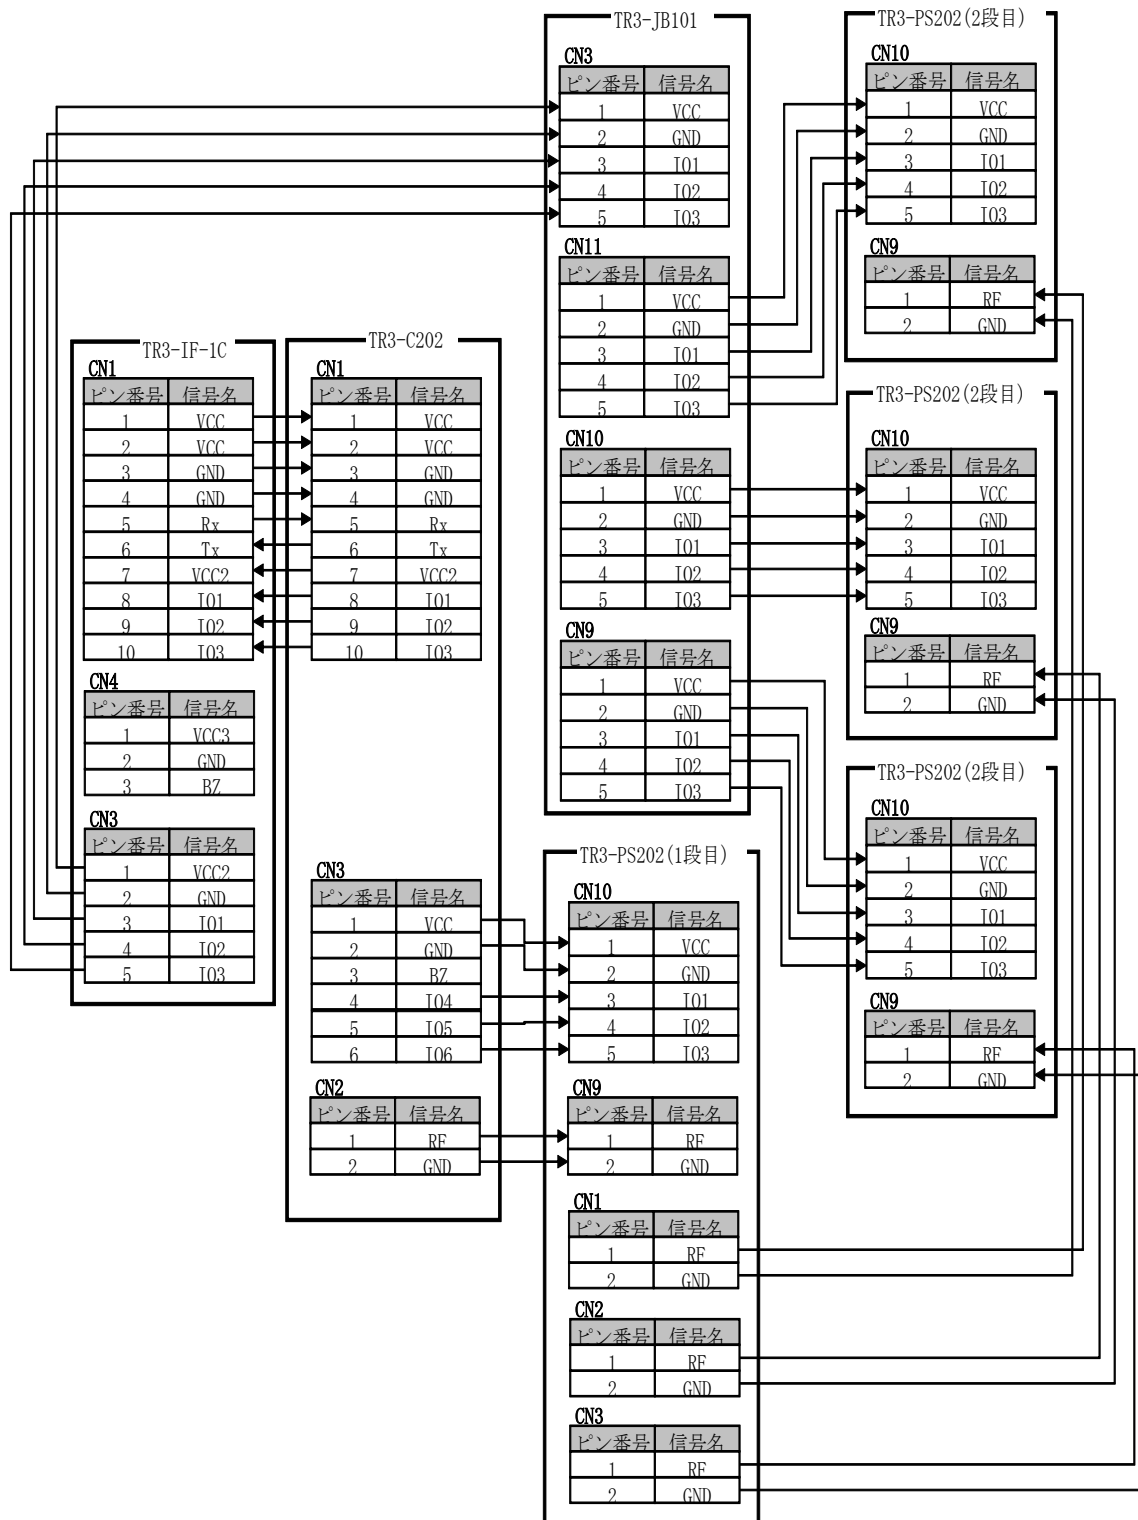 TR3-JB101
CN3
ピン番号 信号名
1 VCC
2 GND
3 IO1
4 IO2
5 IO3
CN11
ピン番号 信号名
1 VCC
2 GND
3 IO1
4 IO2
5 IO3
CN10
ピン番号 信号名
1 VCC
2 GND
3 IO1
4 IO2
5 IO3
CN9
ピン番号 信号名
1 VCC
2 GND
3 IO1
4 IO2
5 IO3
TR3-PS202(2段目)
CN10
ピン番号 信号名
1 VCC
2 GND
3 IO1
4 IO2
5 IO3
CN9
ピン番号 信号名
1 RF
2 GND
TR3-PS202(2段目)
CN10
ピン番号 信号名
1 VCC
2 GND
3 IO1
4 IO2
5 IO3
CN9
ピン番号 信号名
1 RF
2 GND
TR3-PS202(2段目)
CN10
ピン番号 信号名
1 VCC
2 GND
3 IO1
4 IO2
5 IO3
CN9
ピン番号 信号名
1 RF
2 GND
TR3-IF-1C
CN1
ピン番号 信号名
1 VCC
2 VCC
3 GND
4 GND
5 Rx
6 Tx
7 VCC2
8 IO1
9 IO2
10 IO3
CN4
ピン番号 信号名
1 VCC3
2 GND
3 BZ
CN3
ピン番号 信号名
1 VCC2
2 GND
3 IO1
4 IO2
5 IO3
TR3-C202
CN1
ピン番号 信号名
1 VCC
2 VCC
3 GND
4 GND
5 Rx
6 Tx
7 VCC2
8 IO1
9 IO2
10 IO3
CN3
ピン番号 信号名
1 VCC
2 GND
3 BZ
4 IO4
5 IO5
6 IO6
CN2
ピン番号 信号名
1 RF
2 GND
TR3-PS202(1段目)
CN10
ピン番号 信号名
1 VCC
2 GND
3 IO1
4 IO2
5 IO3
CN9
ピン番号 信号名
1 RF
2 GND
CN1
ピン番号 信号名
1 RF
2 GND
CN2
ピン番号 信号名
1 RF
2 GND
CN3
ピン番号 信号名
1 RF
2 GND